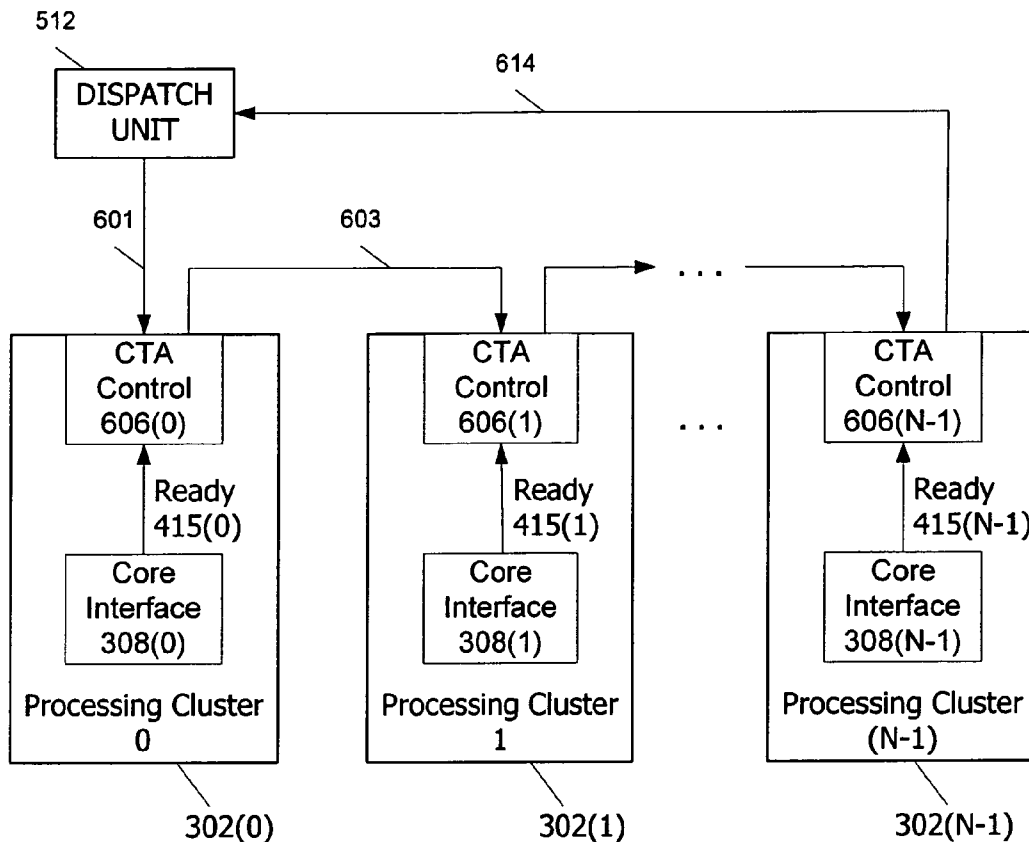 512
DISPATCH
UNIT
614
601
603
. . .
CTA
Control
606(0)
Ready
415(0)
Core
Interface
308(0)
Processing Cluster
0
302(0)
CTA
Control
606(1)
Ready
415(1)
Core
Interface
308(1)
Processing Cluster
1
302(1)
. . .
CTA
Control
606(N-1)
Ready
415(N-1)
Core
Interface
308(N-1)
Processing Cluster
(N-1)
302(N-1)